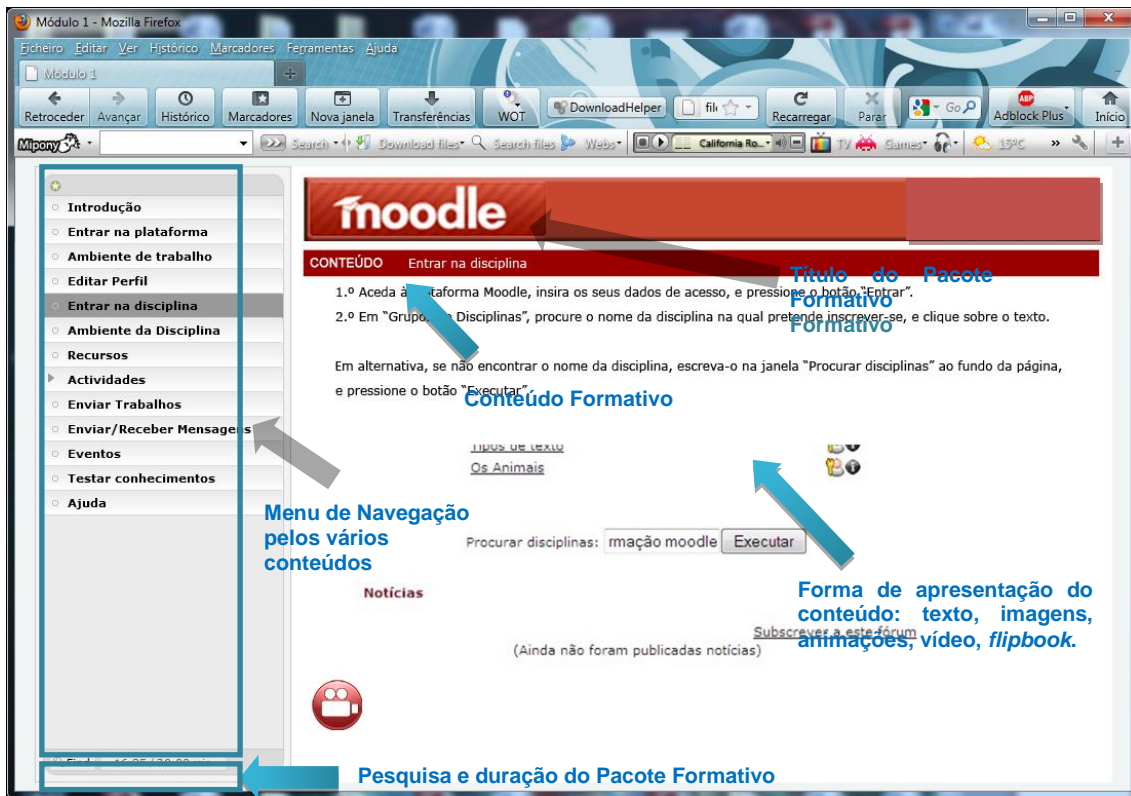 Módulo 1 - Mozilla Firefox
Ficheiro Editar Ver Histórico Marcadores Ferramentas Ajuda
Módulo 1
Retroceder Avançar Histórico Marcadores Nova janela Transferências WOT DownloadHelper Recarregar Parar Go Adblock Plus Início
ABP
Mipony Search Download files Search files Webs California Ro... TV Games 15ºC »
Introdução
Entrar na plataforma
Ambiente de trabalho
Editar Perfil
Entrar na disciplina
Ambiente da Disciplina
Recursos
Actividades
Enviar Trabalhos
Enviar/Receber Mensagens
Eventos
Testar conhecimentos
Ajuda
moodle
CONTEÚDO Entrar na disciplina
Título do Pacote
Formativo
Formativo
1.º Aceda à plataforma Moodle, insira os seus dados de acesso, e pressione o botão “Entrar”.
2.º Em “Grupos de Disciplinas”, procure o nome da disciplina na qual pretende inscrever-se, e clique sobre o texto.
Em alternativa, se não encontrar o nome da disciplina, escreva-o na janela “Procurar disciplinas” ao fundo da página,
e pressione o botão “Executar”
Conteúdo Formativo
Tipos de texto
Os Animais
Menu de Navegação
pelos vários
conteúdos
Procurar disciplinas: rmação moodle Executar
Notícias
Forma de apresentação do
conteúdo: texto, imagens,
animações, vídeo, flipbook.
Subscrever a este fórum
(Ainda não foram publicadas notícias)
Find
Pesquisa e duração do Pacote Formativo